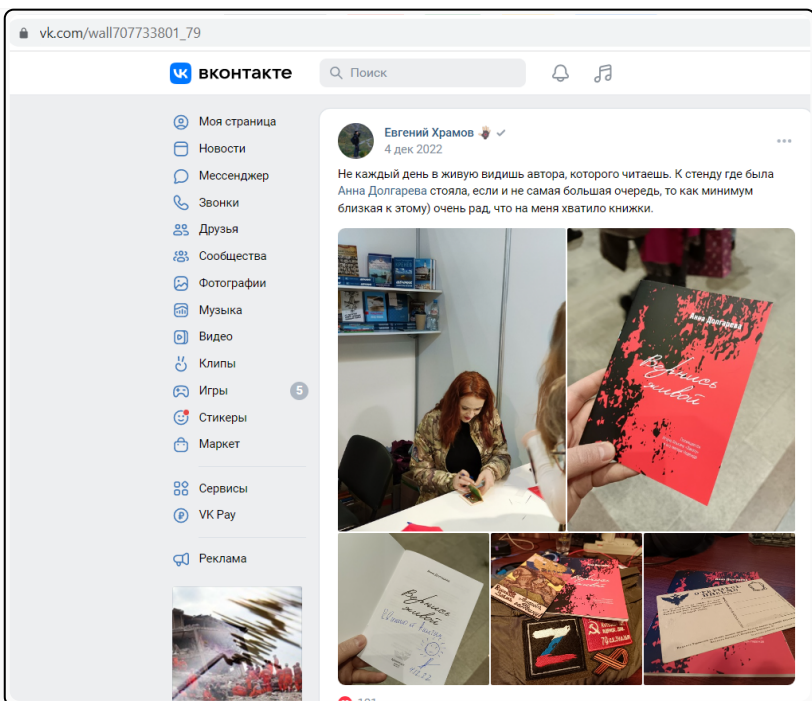 vk.com/wall707733801_79
вконтакте
Поиск
Моя страница
Новости
Мессенджер
Звонки
Друзья
Сообщества
Фотографии
Музыка
Видео
Клипы
Игры
5
Стикеры
Маркет
Сервисы
VK Pay
Реклама
Евгений Храмов
4 дек 2022
Не каждый день в живую видишь автора, которого читаешь. К стенду где была
Анна Долгарева стояла, если и не самая большая очередь, то как минимум
близкая к этому) очень рад, что на меня хватило книжки.
Анна Долгарева
Вернись
живой
Вернись
живой
Z